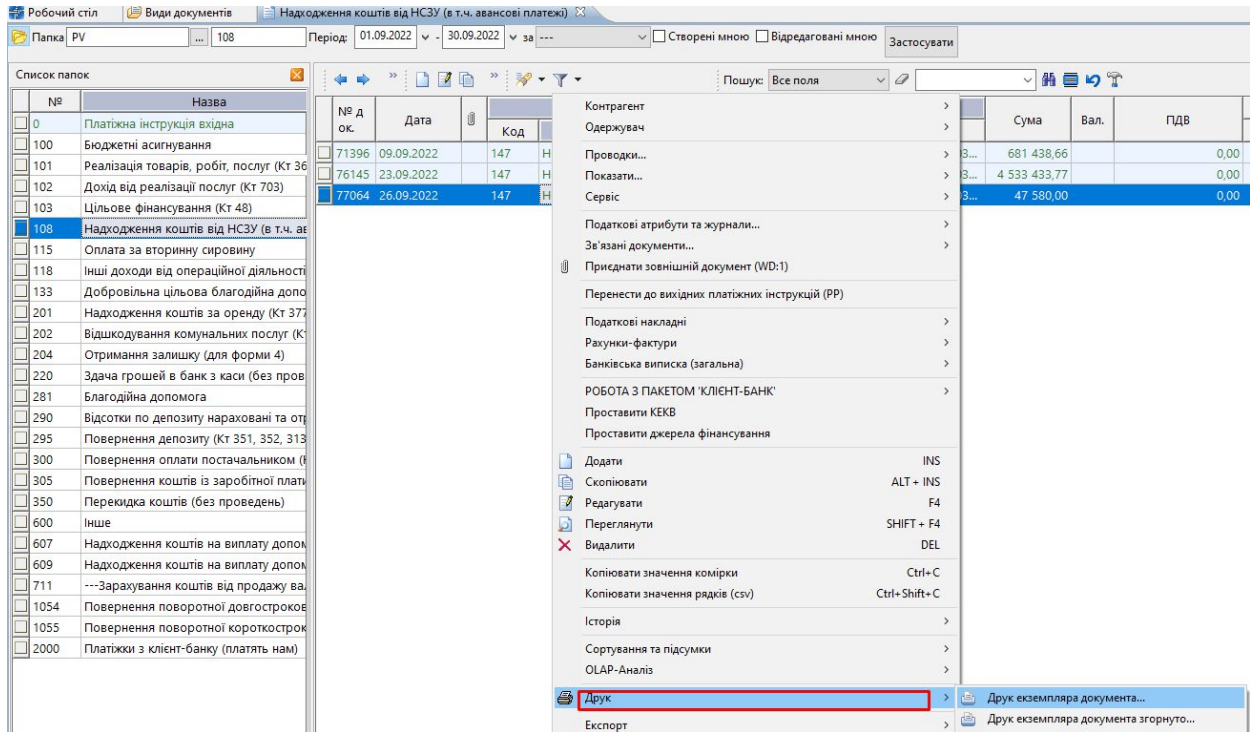 Робочий стіл Види документів Надходження коштів від НСЗУ (в т.ч. авансові платежі)
Папка PV ... 108 Період: 01.09.2022 - 30.09.2022 за --- Створені мною Відредаговані мною Застосувати
Список папок
Пошук: Все поля
№ Назва
0 Платіжна інструкція вхідна
100 Бюджетні асигнування
101 Реалізація товарів, робіт, послуг (Кт 36
102 Дохід від реалізації послуг (Кт 703)
103 Цільове фінансування (Кт 48)
108 Надходження коштів від НСЗУ (в т.ч. ав
115 Оплата за вторинну сировину
118 Інші доходи від операційної діяльності
133 Добровільна цільова благодійна допо
201 Надходження коштів за оренду (Кт 377
202 Відшкодування комунальних послуг (Кт
204 Отримання залишку (для форми 4)
220 Здача грошей в банк з каси (без пров
281 Благодійна допомога
290 Відсотки по депозиту нараховані та отр
295 Повернення депозиту (Кт 351, 352, 313
300 Повернення оплати постачальником (К
305 Повернення коштів із заробітної плати
350 Перекидка коштів (без проведень)
600 Інше
607 Надходження коштів на виплату допом
609 Надходження коштів на виплату допом
711 ---Зарахування коштів від продажу вал
1054 Повернення поворотної довгостроков
1055 Повернення поворотної короткострок
2000 Платіжки з клієнт-банку (платять нам)
№ д
ок. Дата Код Сума Вал. ПДВ
71396 09.09.2022 147 Н 3... 681 438,66 0,00
76145 23.09.2022 147 Н 3... 4 533 433,77 0,00
77064 26.09.2022 147 Н 3... 47 580,00 0,00
Контрагент
Одержувач
Проводки...
Показати...
Сервіс
Податкові атрибути та журнали...
Зв'язані документи...
Приєднати зовнішній документ (WD:1)
Перенести до вихідних платіжних інструкцій (PP)
Податкові накладні
Рахунки-фактури
Банківська виписка (загальна)
РОБОТА З ПАКЕТОМ 'КЛІЄНТ-БАНК'
Проставити КЕКВ
Проставити джерела фінансування
Додати INS
Скопіювати ALT + INS
Редагувати F4
Переглянути SHIFT + F4
Видалити DEL
Копіювати значення комірки Ctrl+C
Копіювати значення рядків (csv) Ctrl+Shift+C
Історія
Сортування та підсумки
OLAP-Аналіз
Друк
Експорт
Друк екземпляра документа...
Друк екземпляра документа згорнуто...